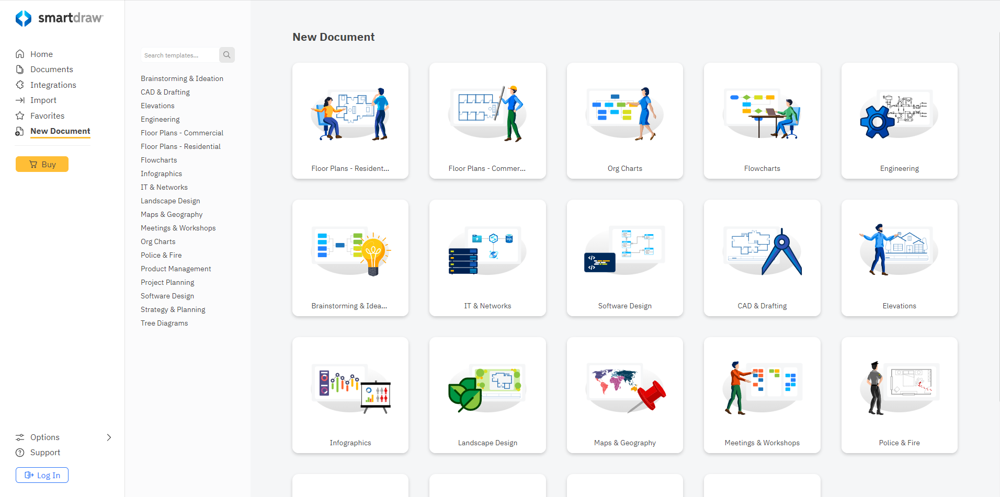 smartdraw
Home
Documents
Integrations
Import
Favorites
New Document
Buy
Options
Support
Log In
Search templates...
Brainstorming & Ideation
CAD & Drafting
Elevations
Engineering
Floor Plans - Commercial
Floor Plans - Residential
Flowcharts
Infographics
IT & Networks
Landscape Design
Maps & Geography
Meetings & Workshops
Org Charts
Police & Fire
Product Management
Project Planning
Software Design
Strategy & Planning
Tree Diagrams
New Document
Floor Plans - Resident...
Floor Plans - Commer...
Org Charts
Flowcharts
Engineering
SQL
</>
</>
Brainstorming & Idea...
IT & Networks
Software Design
CAD & Drafting
Elevations
Infographics
Landscape Design
Maps & Geography
Meetings & Workshops
Police & Fire